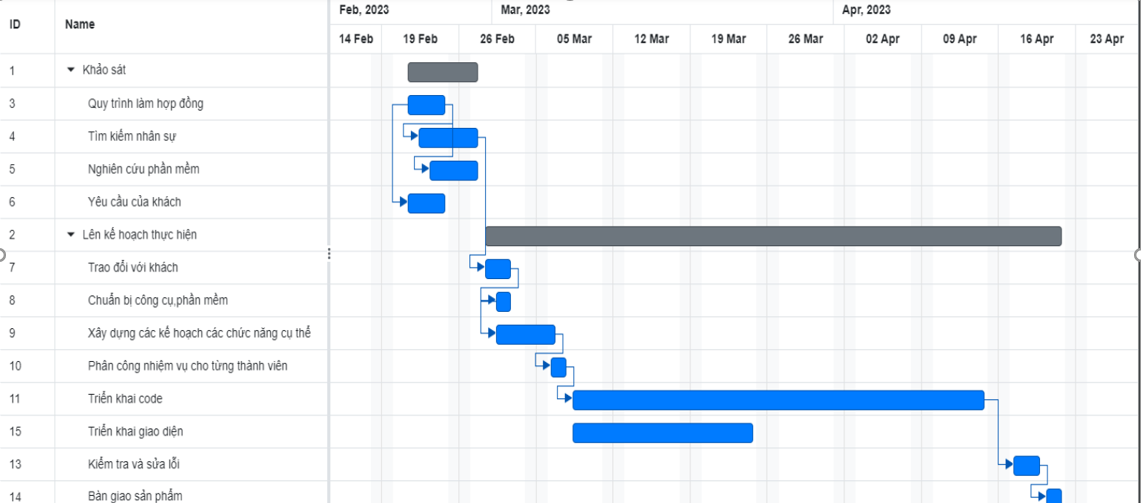 Feb, 2023 Mar, 2023 Apr, 2023
ID Name
14 Feb 19 Feb 26 Feb 05 Mar 12 Mar 19 Mar 26 Mar 02 Apr 09 Apr 16 Apr 23 Apr
1 Khảo sát
3 Quy trình làm hợp đồng
4 Tìm kiếm nhân sự
5 Nghiên cứu phần mềm
6 Yêu cầu của khách
2 Lên kế hoạch thực hiện
7 Trao đổi với khách
8 Chuẩn bị công cụ,phần mềm
9 Xây dựng các kế hoạch các chức năng cụ thể
10 Phân công nhiệm vụ cho từng thành viên
11 Triển khai code
15 Triển khai giao diện
13 Kiểm tra và sửa lỗi
14 Bàn giao sản phẩm